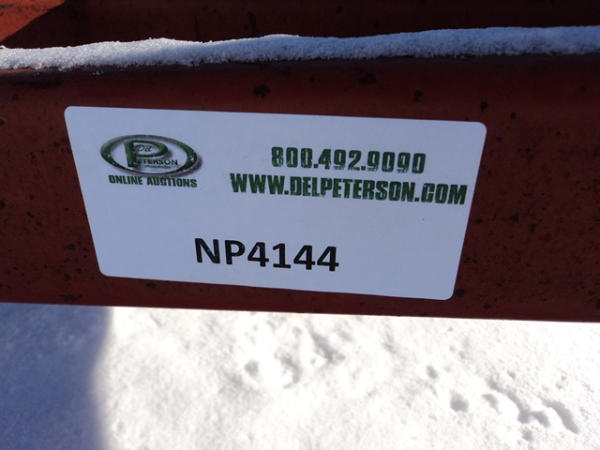 Del
PETERSON
ONLINE AUCTIONS
800.492.9090
WWW.DELPETERSON.COM
NP4144